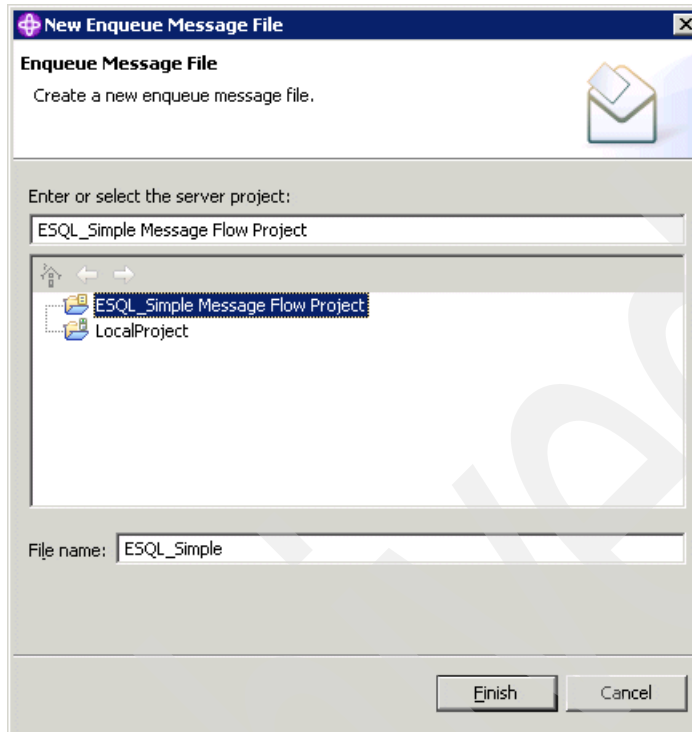 New Enqueue Message File
Enqueue Message File
Create a new enqueue message file.
Enter or select the server project:
ESQL_Simple Message Flow Project
ESQL_Simple Message Flow Project
LocalProject
File name: ESQL_Simple
Finish Cancel